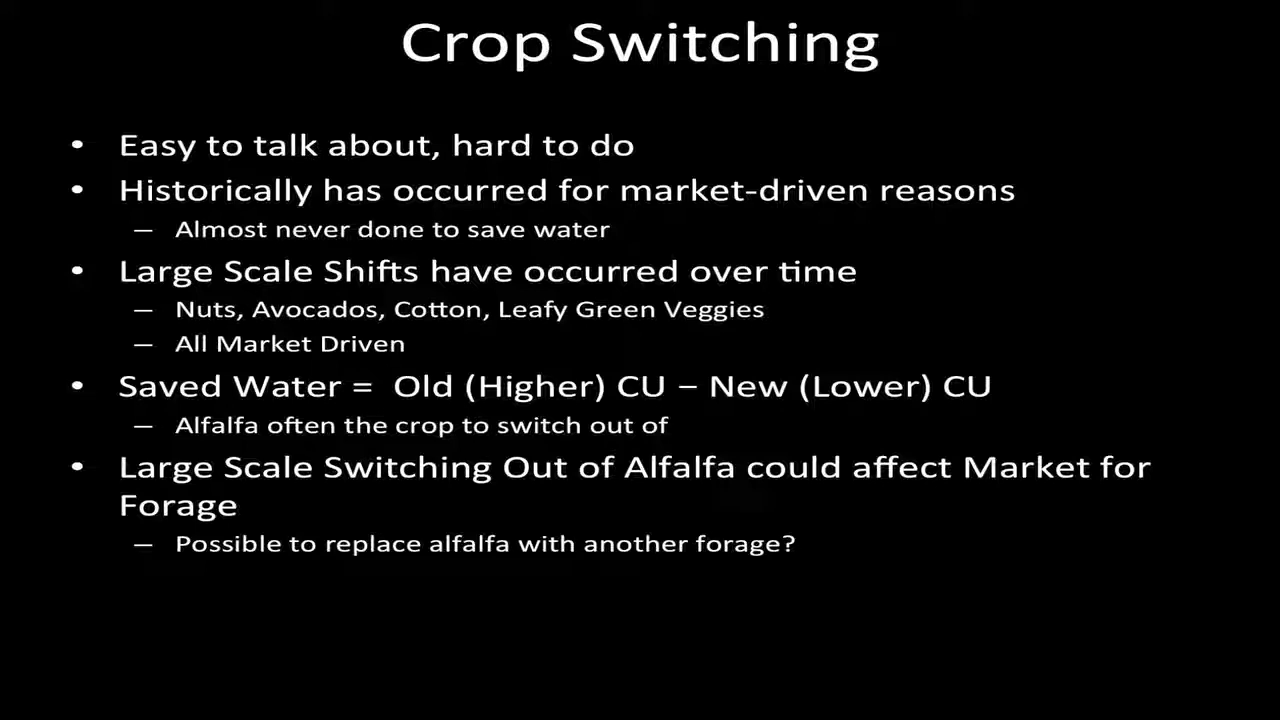 Crop Switching
• Easy to talk about, hard to do
• Historically has occurred for market-driven reasons
– Almost never done to save water
• Large Scale Shifts have occurred over time
– Nuts, Avocados, Cotton, Leafy Green Veggies
– All Market Driven
• Saved Water = Old (Higher) CU – New (Lower) CU
– Alfalfa often the crop to switch out of
• Large Scale Switching Out of Alfalfa could affect Market for
Forage
– Possible to replace alfalfa with another forage?